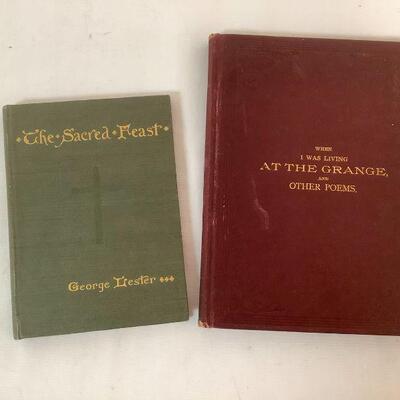 The Sacred Feast
George Lester
WHEN
I WAS LIVING
AT THE GRANGE,
AND
OTHER POEMS.